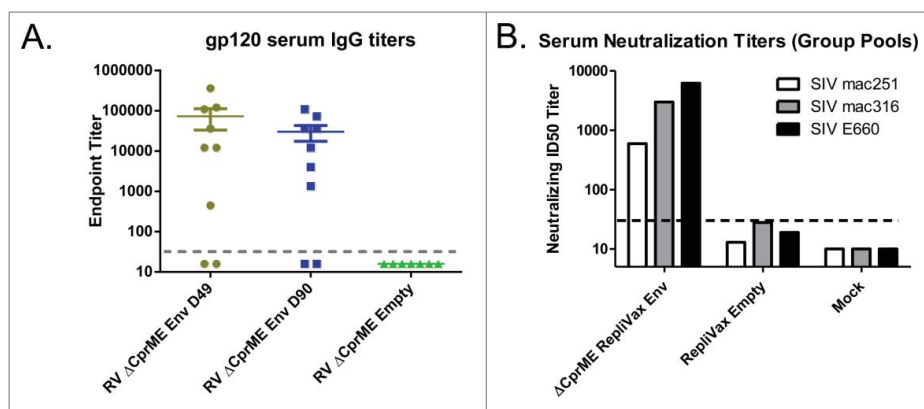 A.
gp120 serum IgG titers
Endpoint Titer
1000000
100000
10000
1000
100
10
RV ΔCprME Env D49
RV ΔCprME Env D90
RV ΔCprME Empty
B.
Serum Neutralization Titers (Group Pools)
Neutralizing ID50 Titer
10000
1000
100
10
SIV mac251
SIV mac316
SIV E660
ΔCprME RepliVax Env
RepliVax Empty
Mock